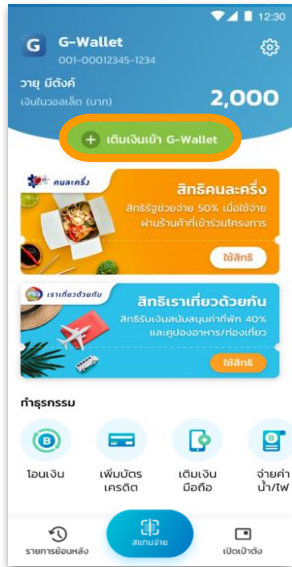 12:30
G
G-Wallet
001-00012345-1234
วายุ มีตังค์
เงินในวอลเล็ต (บาท)
2,000
+ เติมเงินเข้า G-Wallet
คนละครึ่ง
สิทธิคนละครึ่ง
สิทธิรัฐช่วยจ่าย 50% เมื่อใช้จ่าย
ผ่านร้านค้าที่เข้าร่วมโครงการ
ใช้สิทธิ
เราเที่ยวด้วยกัน
สิทธิเราเที่ยวด้วยกัน
สิทธิรับเงินสนับสนุนค่าที่พัก 40%
และคูปองอาหาร/ท่องเที่ยว
ใช้สิทธิ
ทำธุรกรรม
โอนเงิน
เพิ่มบัตร
เครดิต
เติมเงิน
มือถือ
จ่ายค่า
น้ำ/ไฟ
รายการย้อนหลัง
สแกนจ่าย
เปิดเป๋าตัง